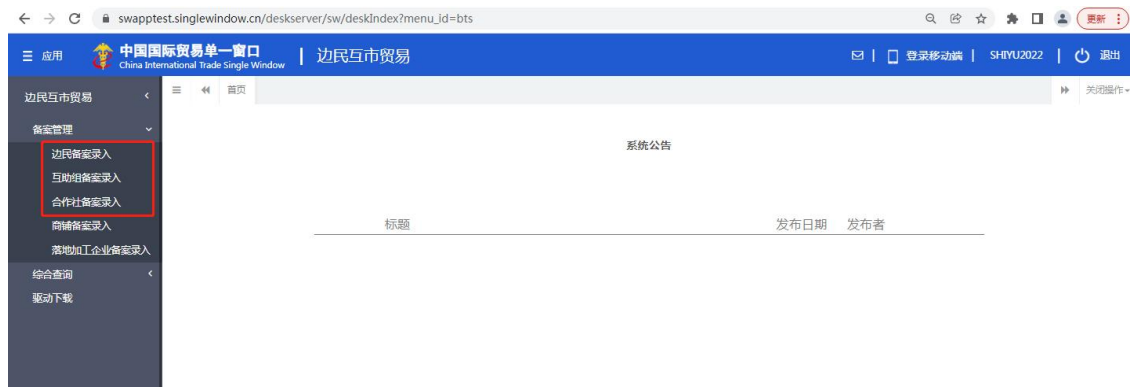 swapptest.singlewindow.cn/deskserver/sw/deskIndex?menu_id=bts
更新
应用
中国国际贸易单一窗口
China International Trade Single Window
边民互市贸易
登录移动端
SHIYU2022
退出
边民互市贸易
首页
关闭操作
备案管理
边民备案录入
互助组备案录入
合作社备案录入
商铺备案录入
落地加工企业备案录入
综合查询
驱动下载
系统公告
标题 发布日期 发布者